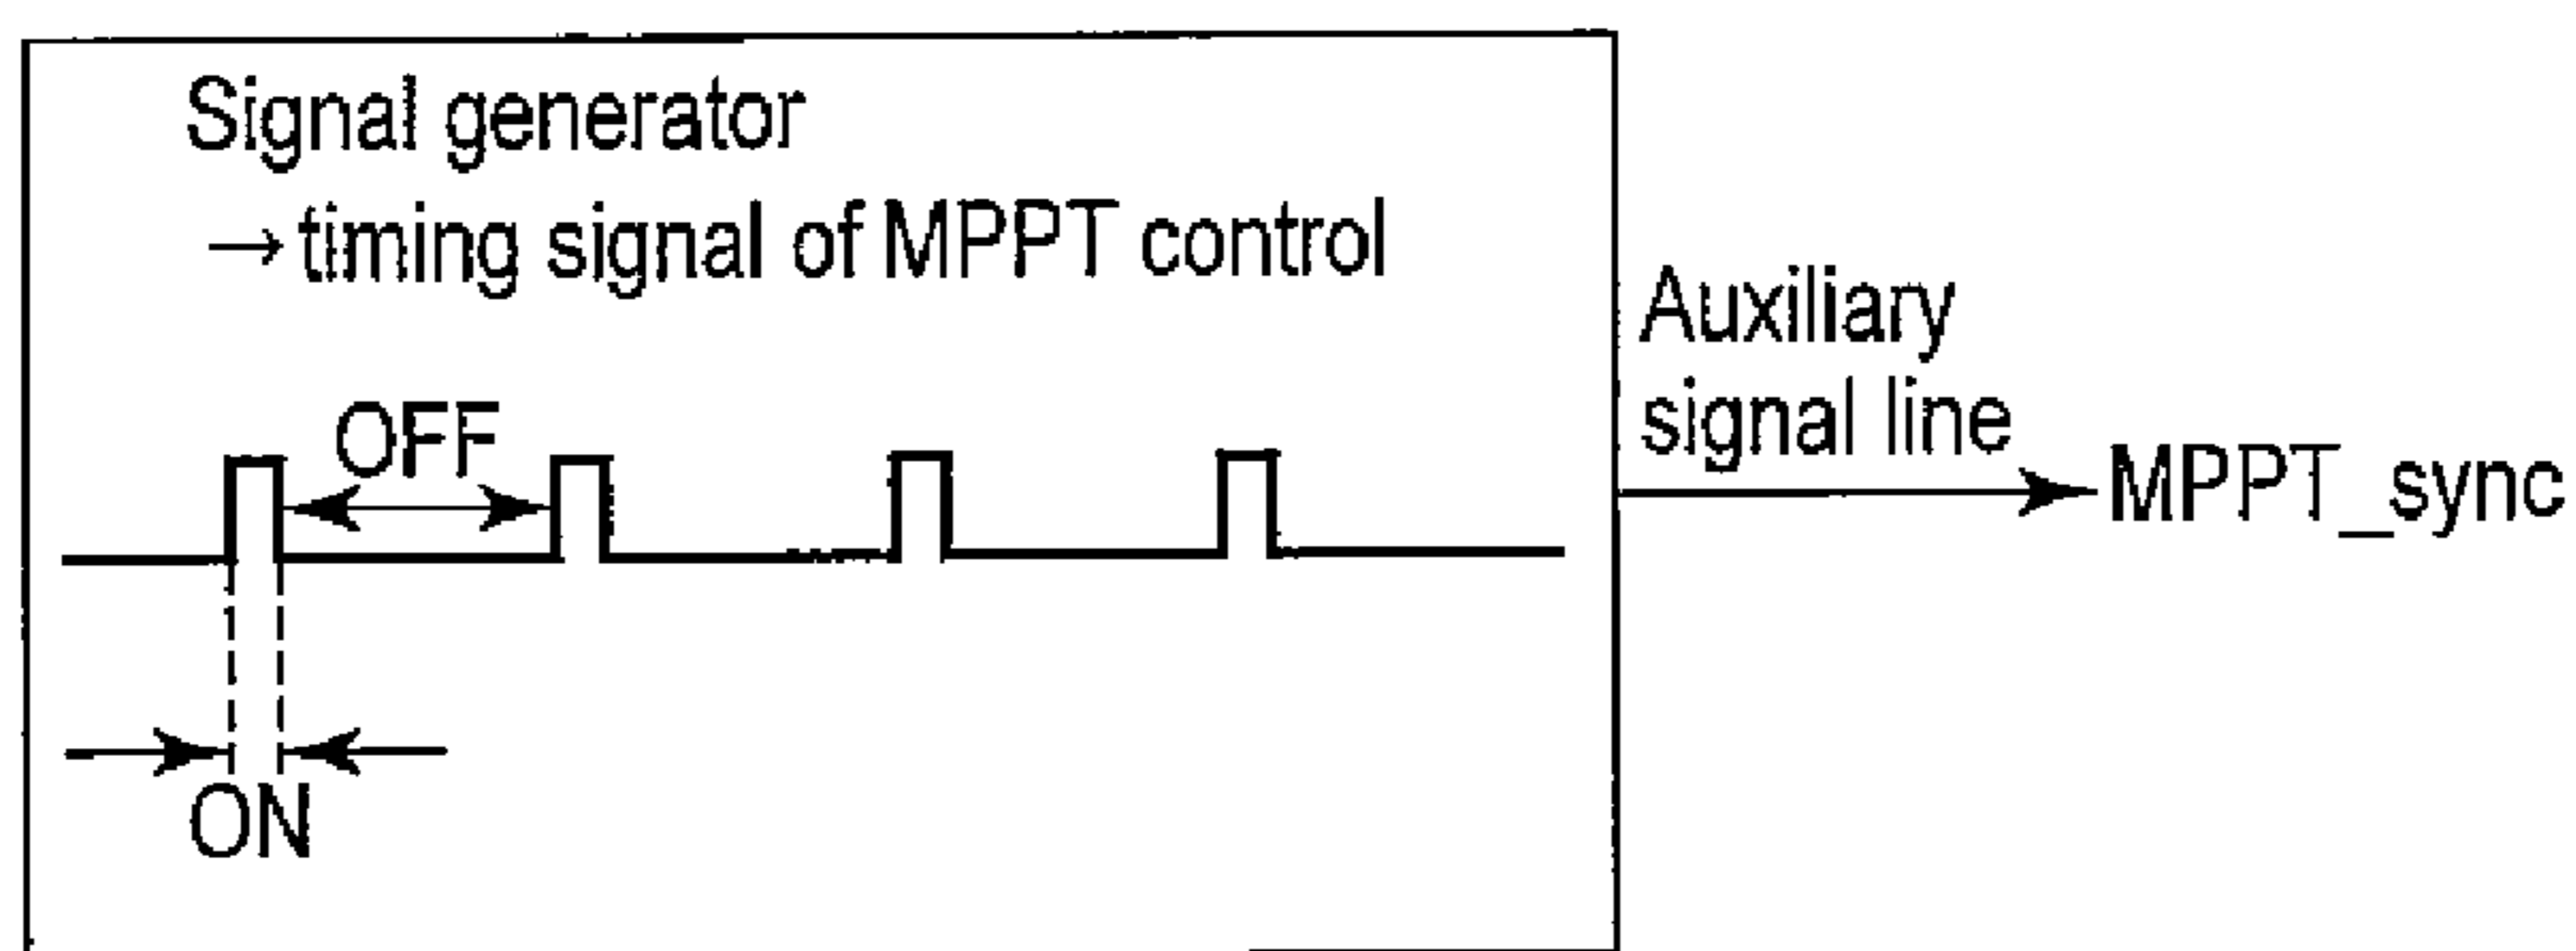 Signal generator
→ timing signal of MPPT control
Auxiliary
signal line
OFF
MPPT_sync
ON